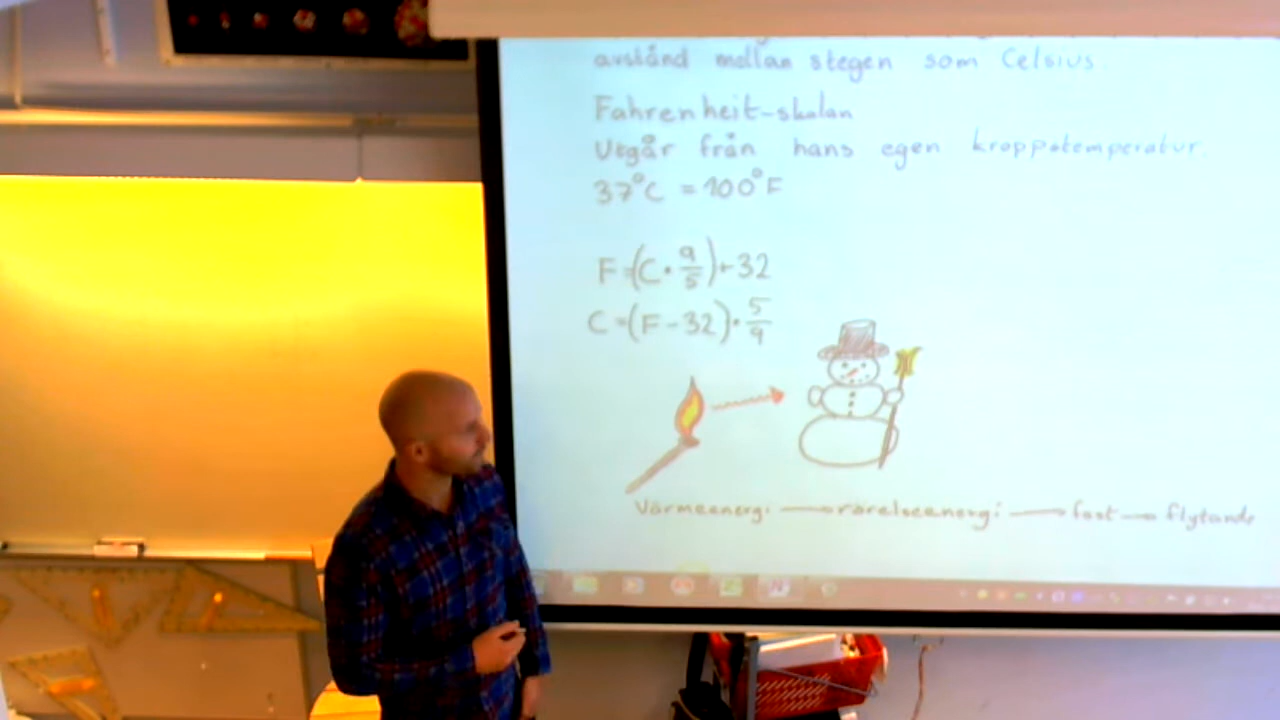 avstånd mellan stegen som Celsius.
Fahrenheit-skalan
Utgår från hans egen kroppstemperatur.
37°C = 100°F
F=(C·9/5)+32
C=(F-32)·5/9
Värmeenergi → rörelseenergi → fast → flytande